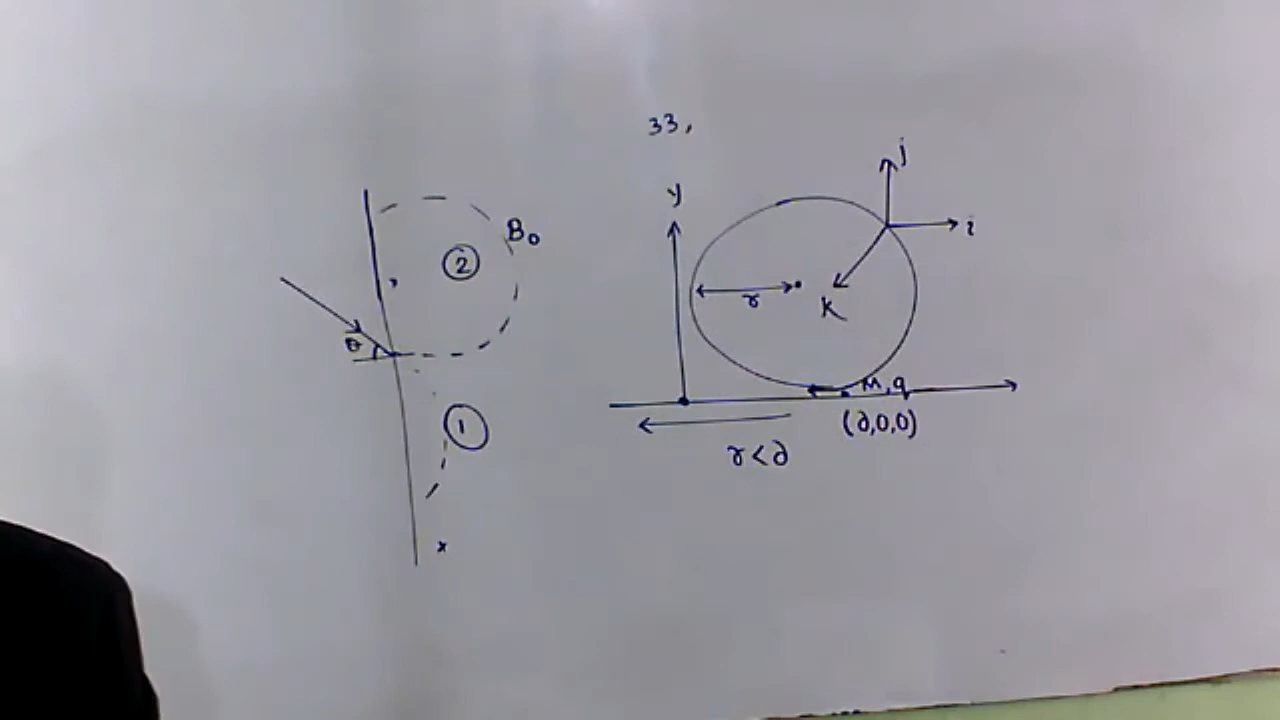 33,
j
y
B₀
②
i
r
K
θ
M, q
(d,0,0)
①
r<d
x